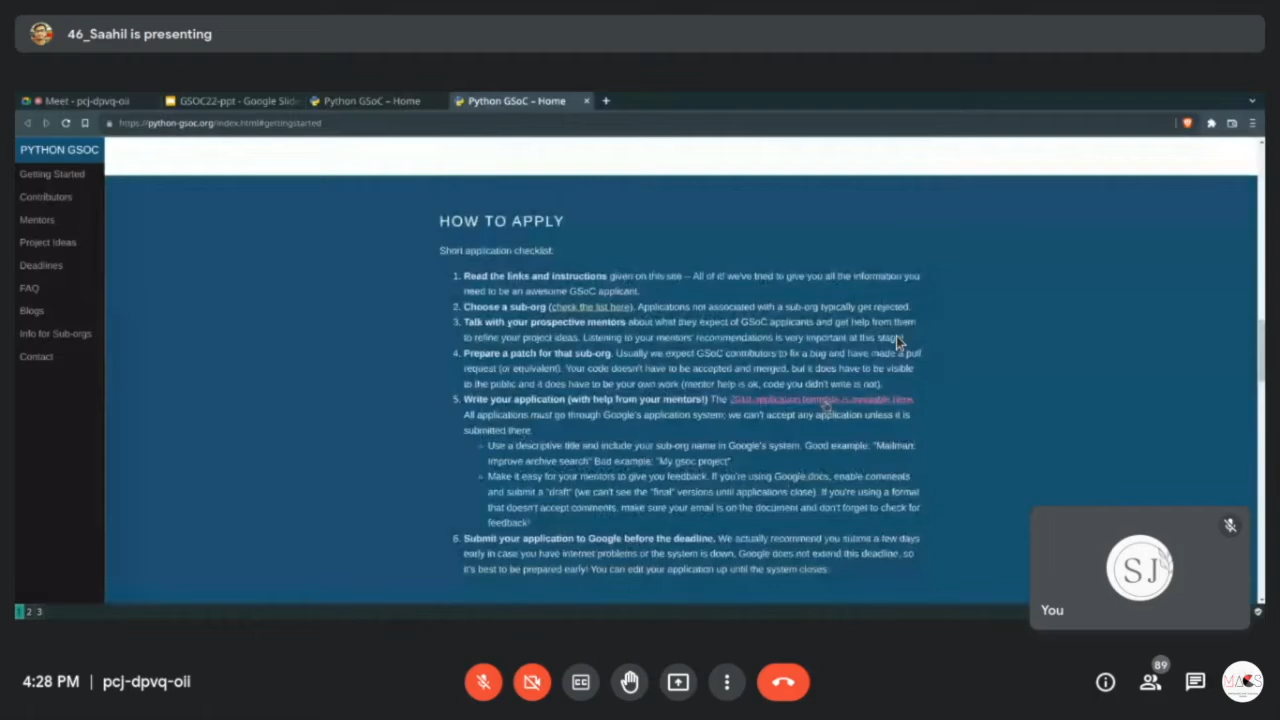 46_Saahil is presenting
Meet - pcj-dpvq-oii
GSOC22-ppt - Google Slide
Python GSoC – Home
Python GSoC – Home
https://python-gsoc.org/index.html#gettingstarted
PYTHON GSOC
Getting Started
Contributors
Mentors
Project Ideas
Deadlines
FAQ
Blogs
Info for Sub-orgs
Contact
HOW TO APPLY
Short application checklist:
1. Read the links and instructions given on this site -- All of it! we've tried to give you all the information you
need to be an awesome GSoC applicant.
2. Choose a sub-org (check the list here). Applications not associated with a sub-org typically get rejected.
3. Talk with your prospective mentors about what they expect of GSoC applicants and get help from them
to refine your project ideas. Listening to your mentors' recommendations is very important at this stage!
4. Prepare a patch for that sub-org. Usually we expect GSoC contributors to fix a bug and have made a pull
request (or equivalent). Your code doesn't have to be accepted and merged, but it does have to be visible
to the public and it does have to be your own work (mentor help is ok, code you didn't write is not).
5. Write your application (with help from your mentors!) The application template is available here.
All applications must go through Google's application system; we can't accept any application unless it is
submitted there.
Use a descriptive title and include your sub-org name in Google's system. Good example: "Mailman:
Improve archive search" Bad example: "My gsoc project"
Make it easy for your mentors to give you feedback. If you're using Google docs, enable comments
and submit a "draft" (we can't see the "final" versions until applications close). If you're using a format
that doesn't accept comments, make sure your email is on the document and don't forget to check for
feedback!
6. Submit your application to Google before the deadline. We actually recommend you submit a few days
early in case you have internet problems or the system is down. Google does not extend this deadline, so
it's best to be prepared early! You can edit your application up until the system closes.
1 2 3
SJ
You
4:28 PM | pcj-dpvq-oii
CC
89
MACS